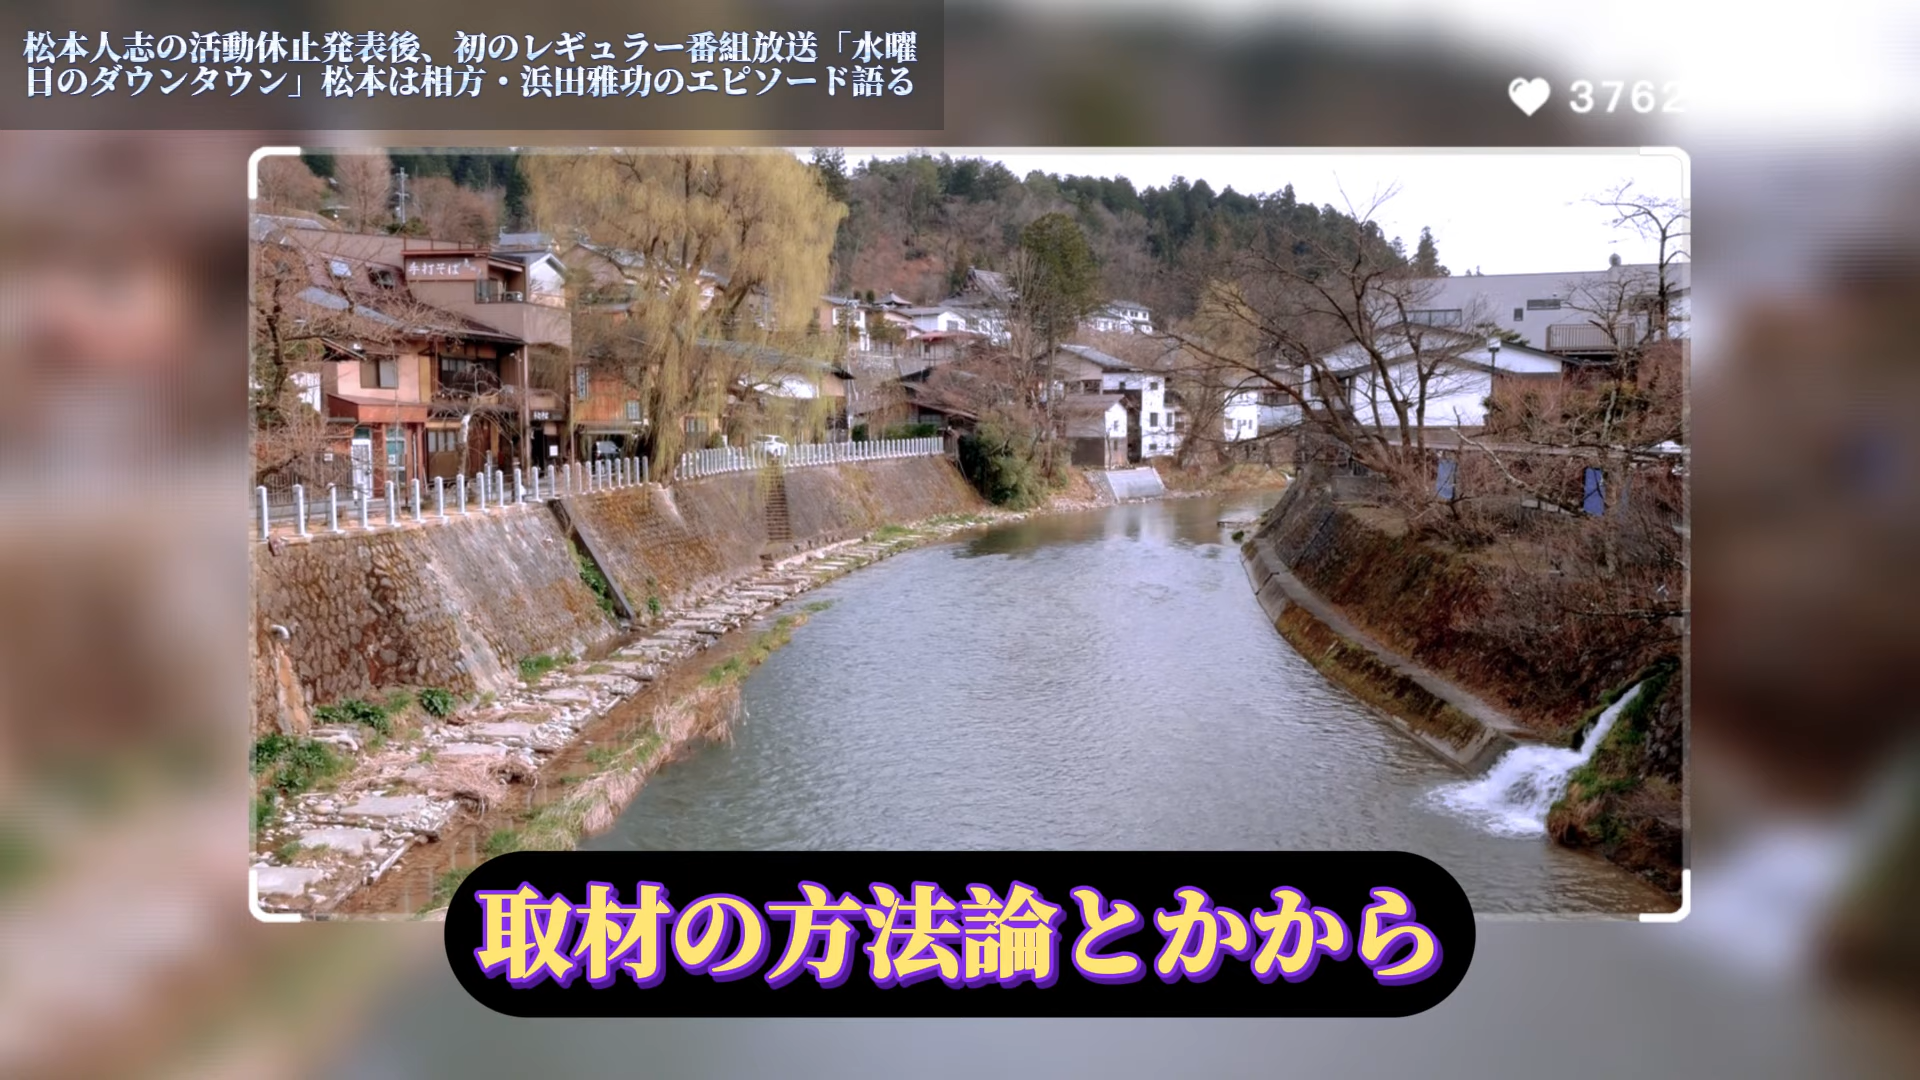 松本人志の活動休止発表後、初のレギュラー番組放送「水曜
日のダウンタウン」松本は相方・浜田雅功のエピソード語る
3762
手打そば
取材の方法論とかから